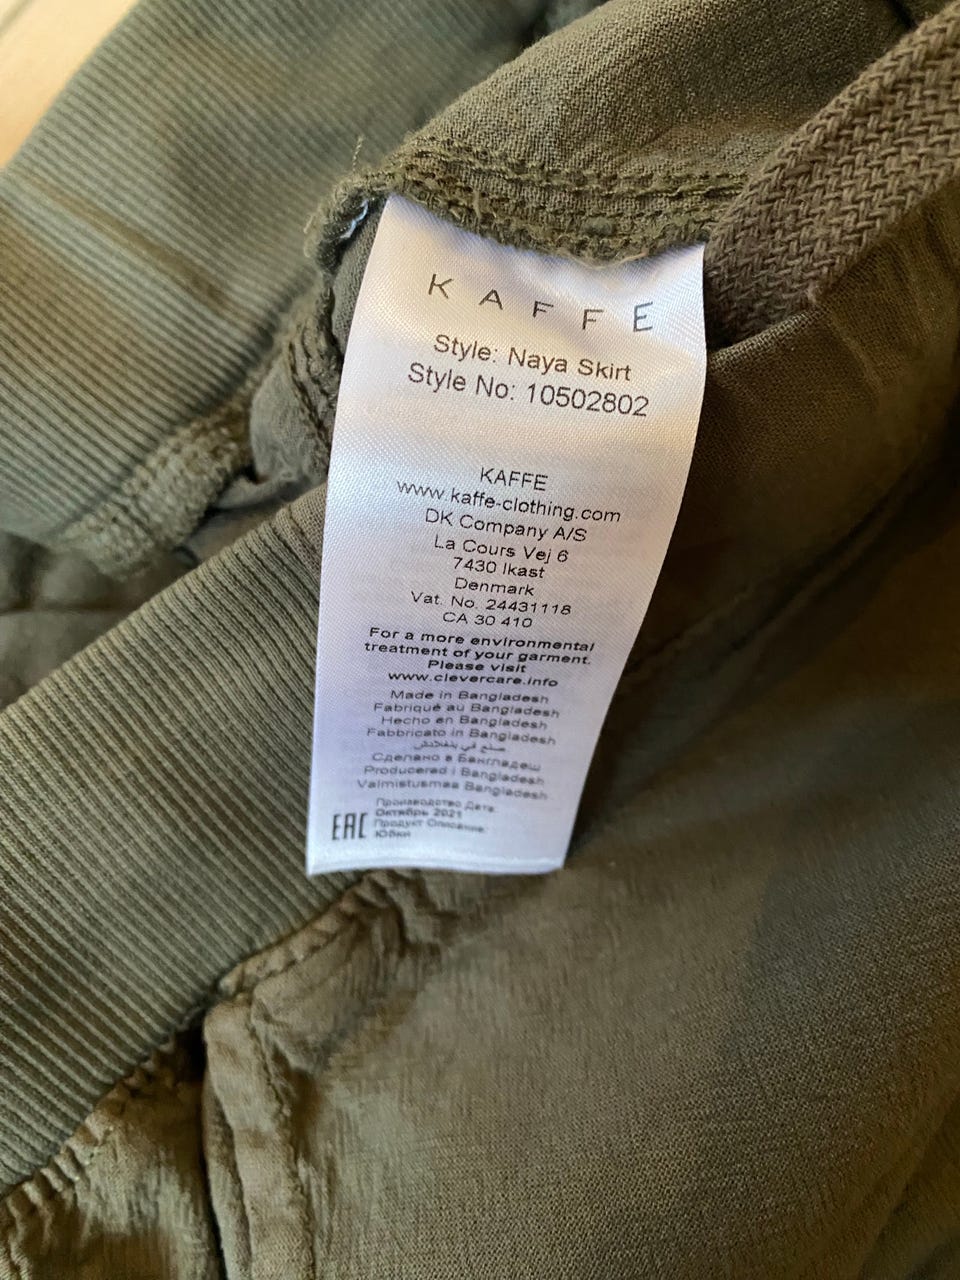 KAFFE
Style: Naya Skirt
Style No: 10502802
KAFFE
www.kaffe-clothing.com
DK Company A/S
La Cours Vej 6
7430 Ikast
Denmark
Vat. No. 24431118
CA 30 410
For a more environmental
treatment of your garment.
Please visit
www.clevercare.info
Made in Bangladesh
Fabriqué au Bangladesh
Hecho en Bangladesh
Fabbricato in Bangladesh
صنع في بنغلادش
Сделано в Бангладеш
Producerad i Bangladesh
Valmistusmaa Bangladesh
EAC
Производство Дата:
Октябрь 2021
Продукт Описание:
Юбки